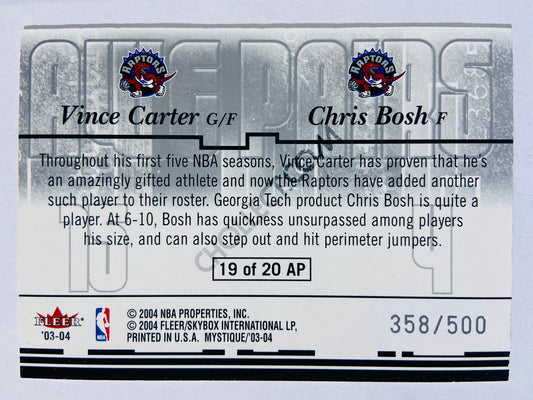 AWE PAIRS
RAPTORS RAPTORS
Vince Carter G/F Chris Bosh F
Throughout his first five NBA seasons, Vince Carter has proven that he's
an amazingly gifted athlete and now the Raptors have added another
such player to their roster. Georgia Tech product Chris Bosh is quite a
player. At 6-10, Bosh has quickness unsurpassed among players
his size, and can also step out and hit perimeter jumpers.
19 of 20 AP
FLEER
'03-04
NBA
© 2004 NBA PROPERTIES, INC.
© 2004 FLEER/SKYBOX INTERNATIONAL LP,
PRINTED IN U.S.A. MYSTIQUE/'03-04
358/500